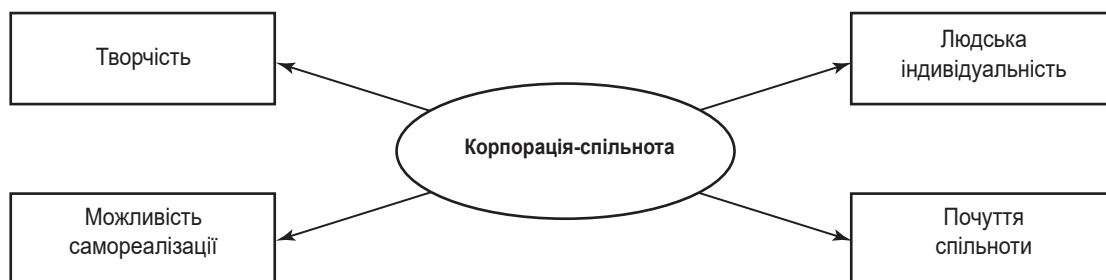 Творчість
Людська
індивідуальність
Корпорація-спільнота
Можливість
самореалізації
Почуття
спільноти